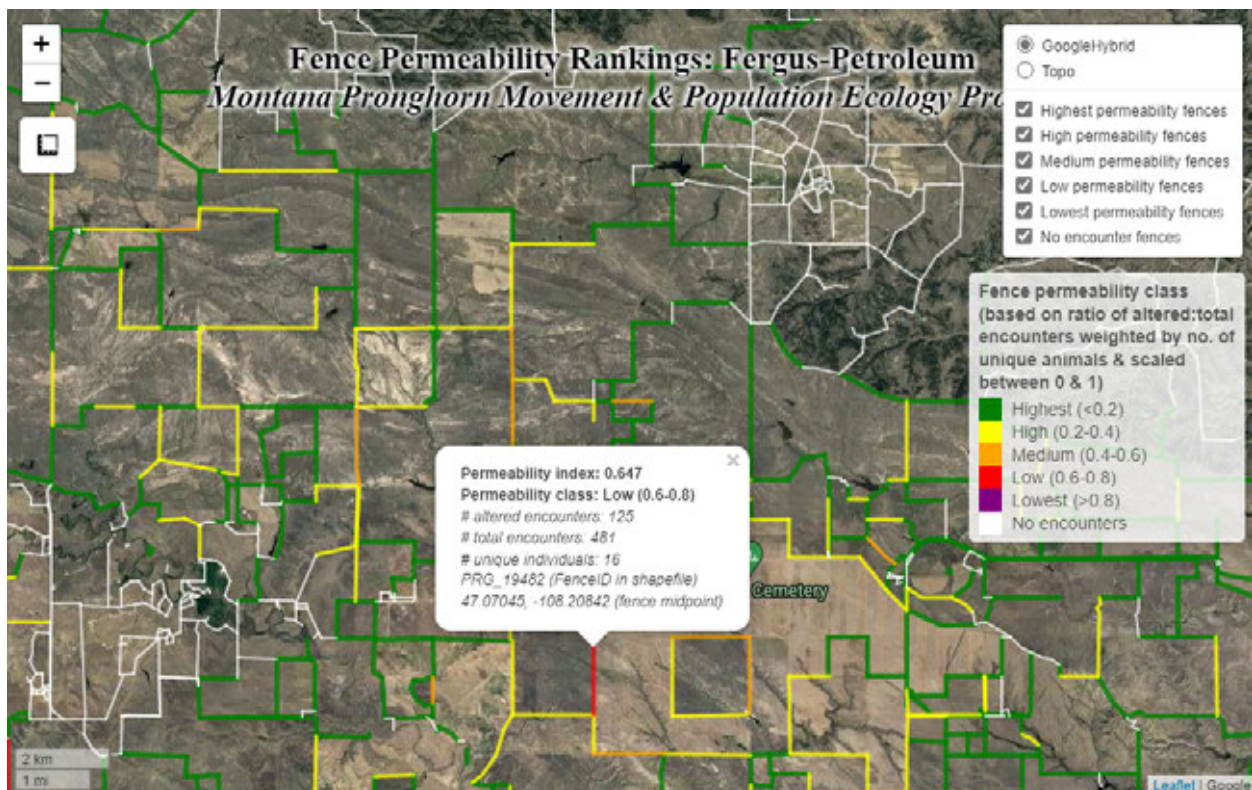 +
−
Fence Permeability Rankings: Fergus-Petroleum
Montana Pronghorn Movement & Population Ecology Pro
GoogleHybrid
Topo
Highest permeability fences
High permeability fences
Medium permeability fences
Low permeability fences
Lowest permeability fences
No encounter fences
Fence permeability class
(based on ratio of altered:total
encounters weighted by no. of
unique animals & scaled
between 0 & 1)
Highest (<0.2)
High (0.2-0.4)
Medium (0.4-0.6)
Low (0.6-0.8)
Lowest (>0.8)
No encounters
×
Permeability index: 0.647
Permeability class: Low (0.6-0.8)
# altered encounters: 125
# total encounters: 481
# unique individuals: 16
PRG_19482 (FenceID in shapefile)
47.07045, -108.20842 (fence midpoint)
Cemetery
2 km
1 mi
Leaflet | Google